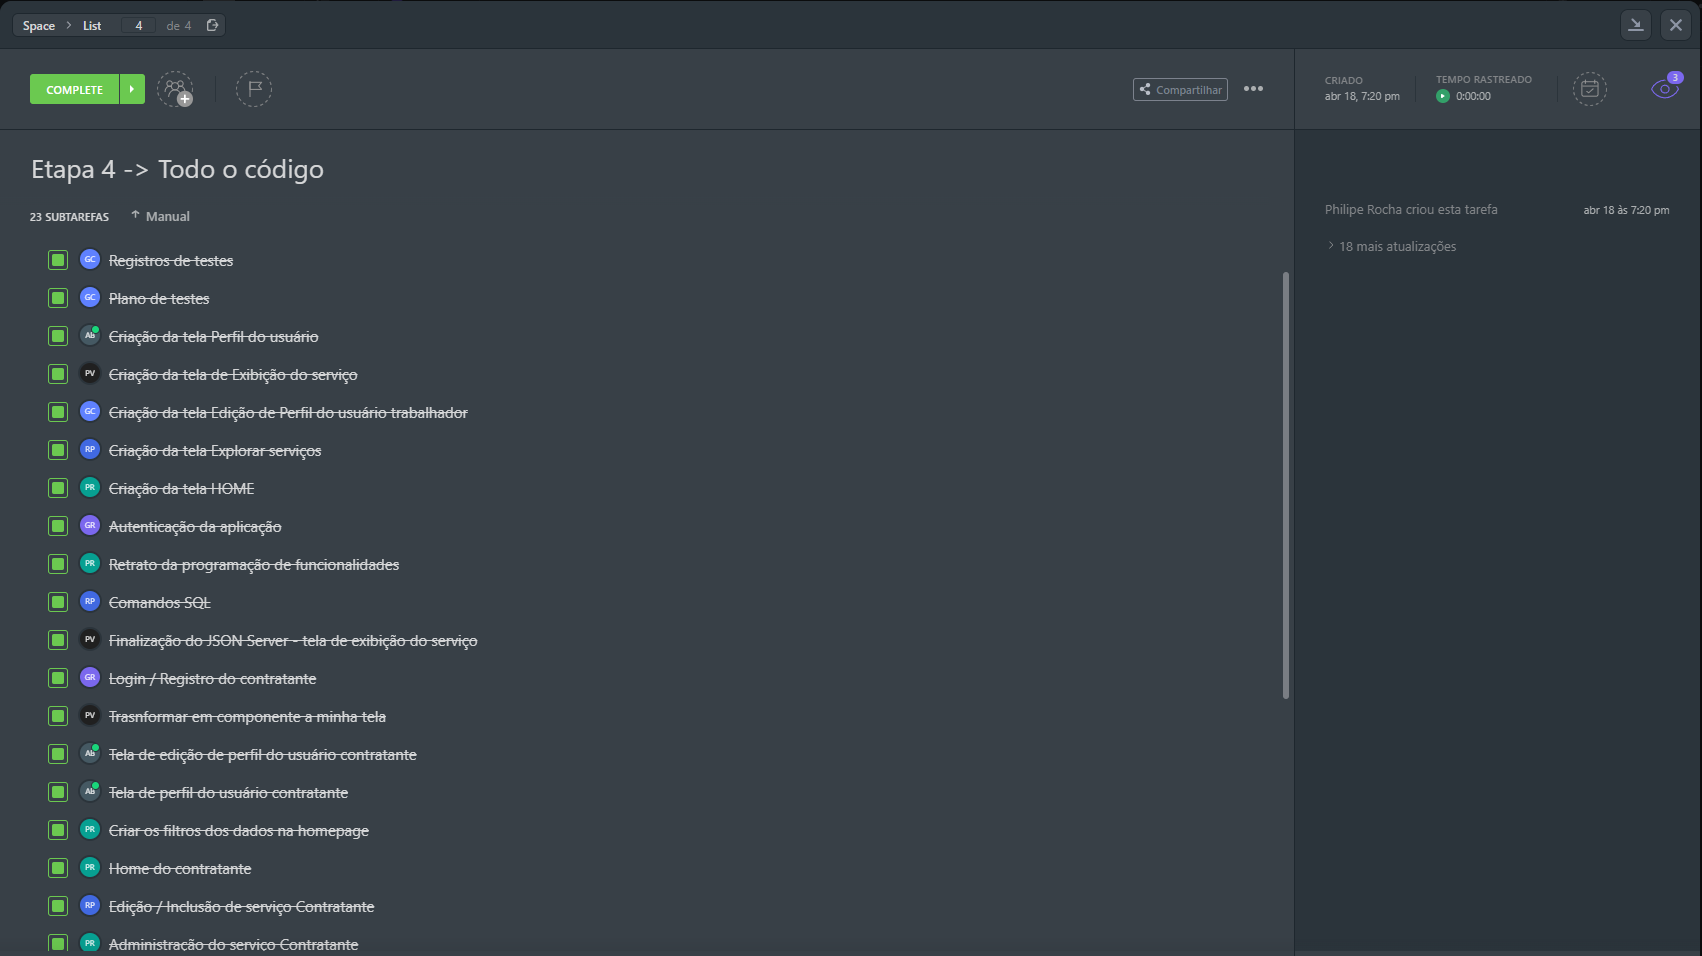 Space > List 4 de 4
COMPLETE
Compartilhar
CRIADO
abr 18, 7:20 pm
TEMPO RASTREADO
0:00:00
3
Etapa 4 -> Todo o código
23 SUBTAREFAS Manual
GC Registros de testes
GC Plano de testes
Ab Criação da tela Perfil do usuário
PV Criação da tela de Exibição do serviço
GC Criação da tela Edição de Perfil do usuário trabalhador
RP Criação da tela Explorar serviços
PR Criação da tela HOME
GR Autenticação da aplicação
PR Retrato da programação de funcionalidades
RP Comandos SQL
PV Finalização do JSON Server - tela de exibição do serviço
GR Login / Registro do contratante
PV Trasnformar em componente a minha tela
Ab Tela de edição de perfil do usuário contratante
Ab Tela de perfil do usuário contratante
PR Criar os filtros dos dados na homepage
PR Home do contratante
RP Edição / Inclusão de serviço Contratante
PR Administração do serviço Contratante
Philipe Rocha criou esta tarefa abr 18 às 7:20 pm
> 18 mais atualizações